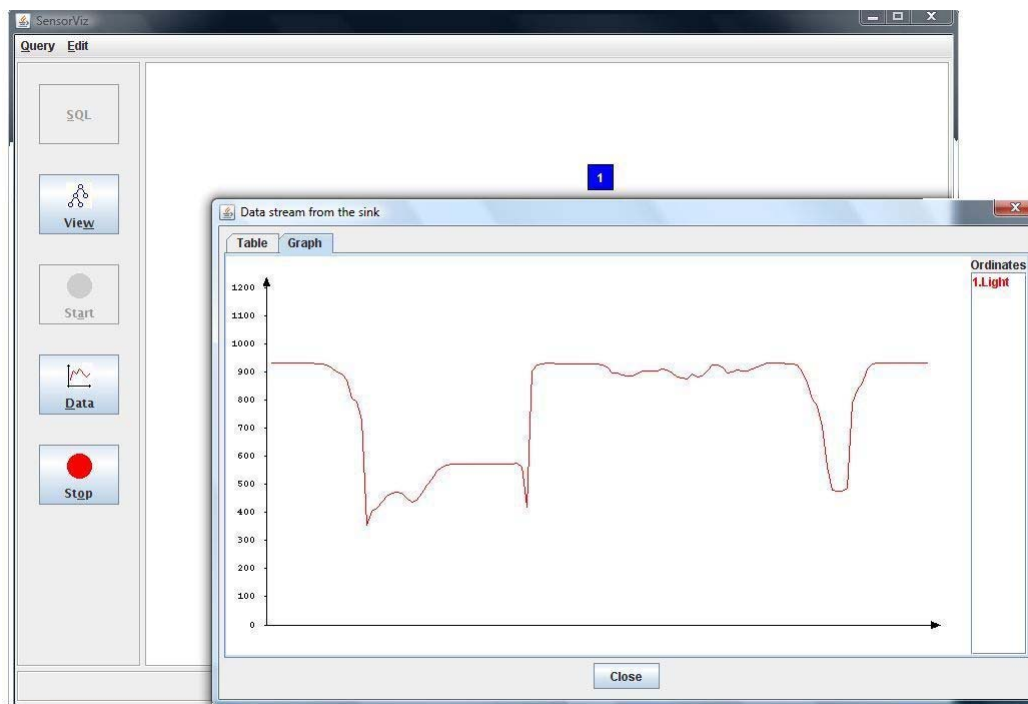 SensorViz
Query Edit
SQL
View
Start
Data
Stop
1
Data stream from the sink
Table Graph
Ordinates
1.Light
1200
1100
1000
900
800
700
600
500
400
300
200
100
0
Close